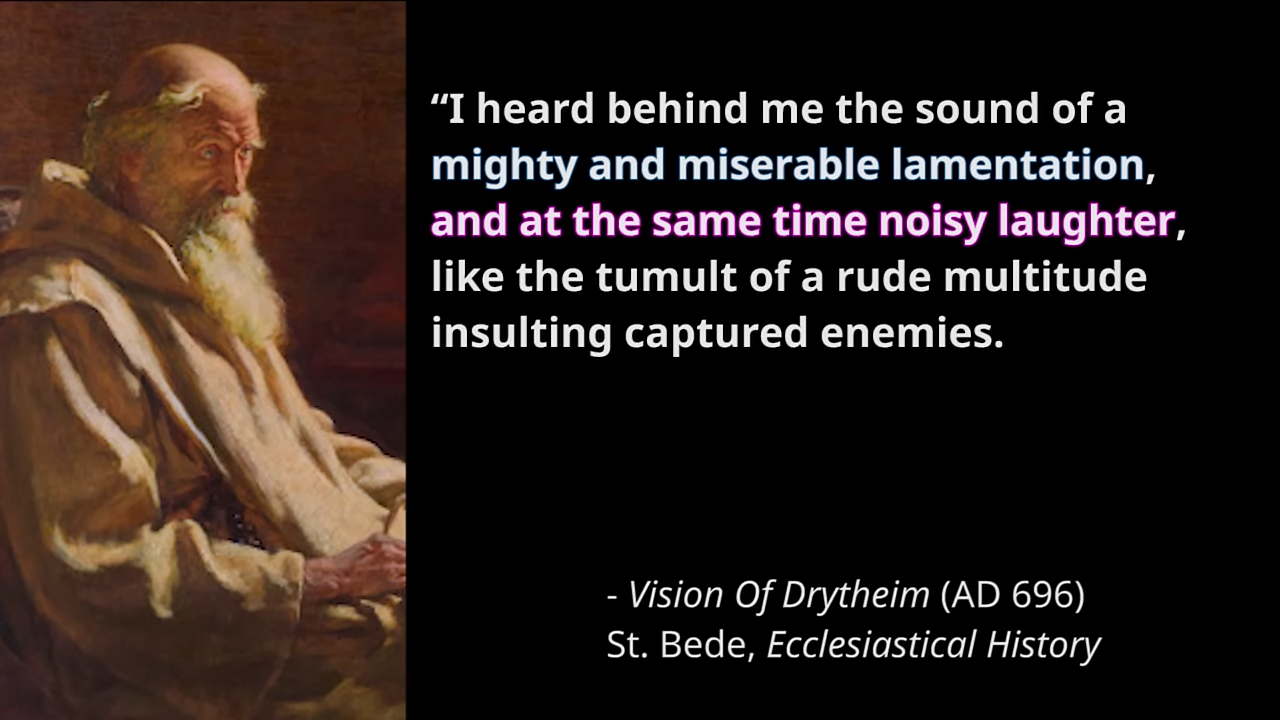 “I heard behind me the sound of a
mighty and miserable lamentation,
and at the same time noisy laughter,
like the tumult of a rude multitude
insulting captured enemies.
- Vision Of Drytheim (AD 696)
St. Bede, Ecclesiastical History